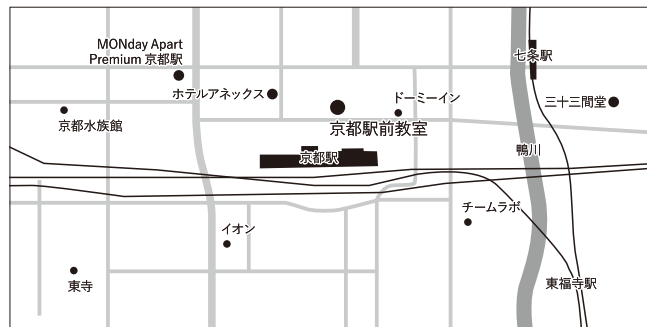 MONday Apart
Premium 京都駅
七条駅
ホテルアネックス
ドーミーイン
三十三間堂
京都水族館
京都駅前教室
京都駅
鴨川
チームラボ
イオン
東寺
東福寺駅